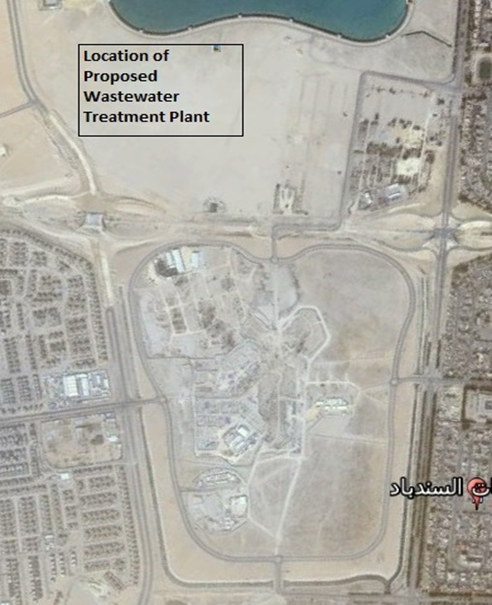 Location of
Proposed
Wastewater
Treatment Plant
السندباد